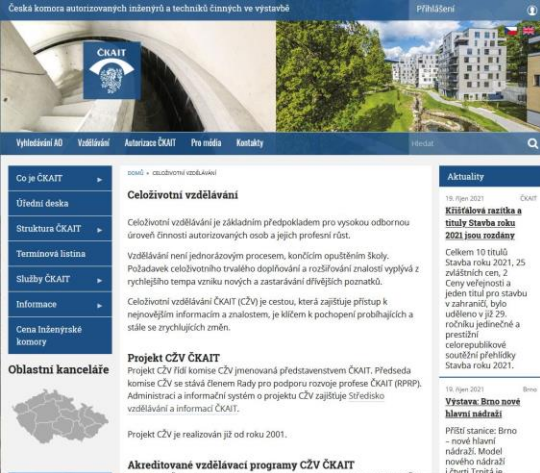 Česká komora autorizovaných inženýrů a techniků činných ve výstavbě
Přihlášení
ČKAIT
Vyhledávání AO Vzdělávání Autorizace ČKAIT Pro média Kontakty
Hledat
Co je ČKAIT
Úřední deska
Struktura ČKAIT
Termínová listina
Služby ČKAIT
Informace
Cena Inženýrské
komory
Oblastní kanceláře
DOMŮ • CELOŽIVOTNÍ VZDĚLÁVÁNÍ
Celoživotní vzdělávání
Celoživotní vzdělávání je základním předpokladem pro vysokou odbornou
úroveň činnosti autorizovaných osob a jejich profesní růst.
Vzdělávání není jednorázovým procesem, končícím opuštěním školy.
Požadavek celoživotního trvalého doplňování a rozšiřování znalostí vyplývá z
rychlejšího tempa vzniku nových a zastarávání dřívějších poznatků.
Celoživotní vzdělávání ČKAIT (CŽV) je cestou, která zajišťuje přístup k
nejnovějším informacím a znalostem, je klíčem k pochopení probíhajících a
stále se zrychlujících změn.
Projekt CŽV ČKAIT
Projekt CŽV řídí komise CŽV jmenovaná představenstvem ČKAIT. Předseda
komise CŽV se stává členem Rady pro podporu rozvoje profese ČKAIT (RPRP).
Administraci a informační systém o projektu CŽV zajišťuje Středisko
vzdělávání a informací ČKAIT.
Projekt CŽV je realizován již od roku 2001.
Akreditované vzdělávací programy CŽV ČKAIT
Aktuality
19. říjen 2021 ČKAIT
Křišťálová razítka a
tituly Stavba roku
2021 jsou rozdány
Celkem 10 titulů
Stavba roku 2021, 25
zvláštních cen, 2
Ceny veřejnosti a
jeden titul pro stavbu
v zahraničí, bylo
uděleno v již 29.
ročníku jedinečné a
prestižní
celorepublikové
soutěžní přehlídky
Stavba roku 2021.
19. říjen 2021 Brno
Výstava: Brno nové
hlavní nádraží
Příští stanice: Brno
– nové hlavní
nádraží. Model
nového nádraží
i čtvrti Trnitá je